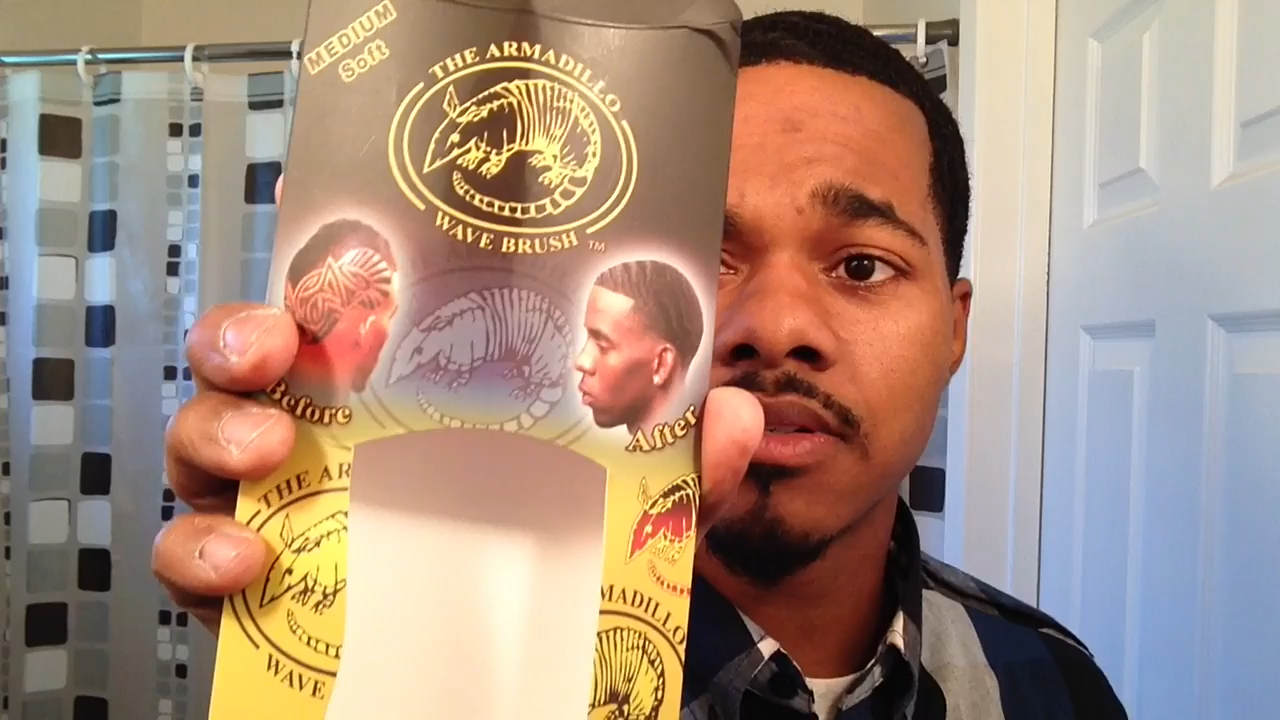 MEDIUM
Soft
THE ARMADILLO
WAVE BRUSH ™
Before
After
THE AR
WAVE
MADILLO